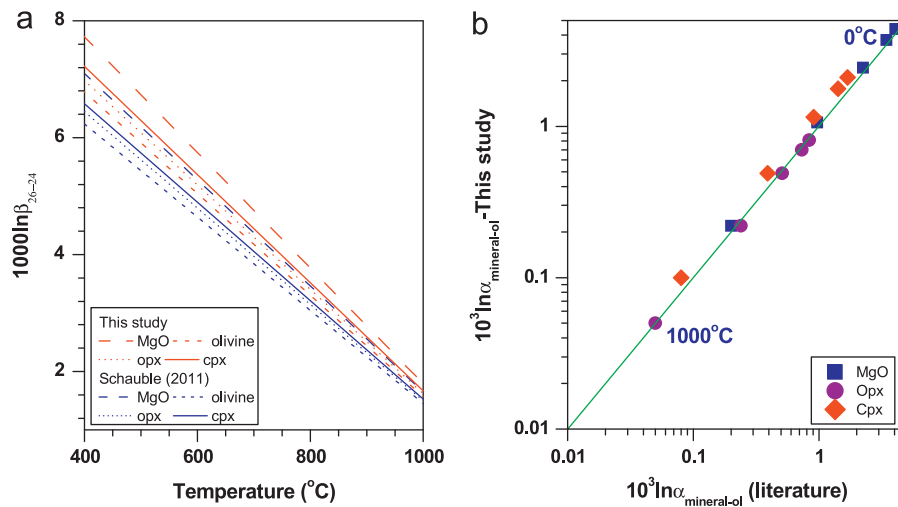 a
8
6
4
2
400
600
800
1000
1000lnβ26–24
Temperature (°C)
This study
MgO
olivine
opx
cpx
Schauble (2011)
MgO
olivine
opx
cpx
b
0°C
1000°C
1
0.1
0.01
0.01
0.1
1
10³lnαmineral-ol-This study
10³lnαmineral-ol (literature)
MgO
Opx
Cpx